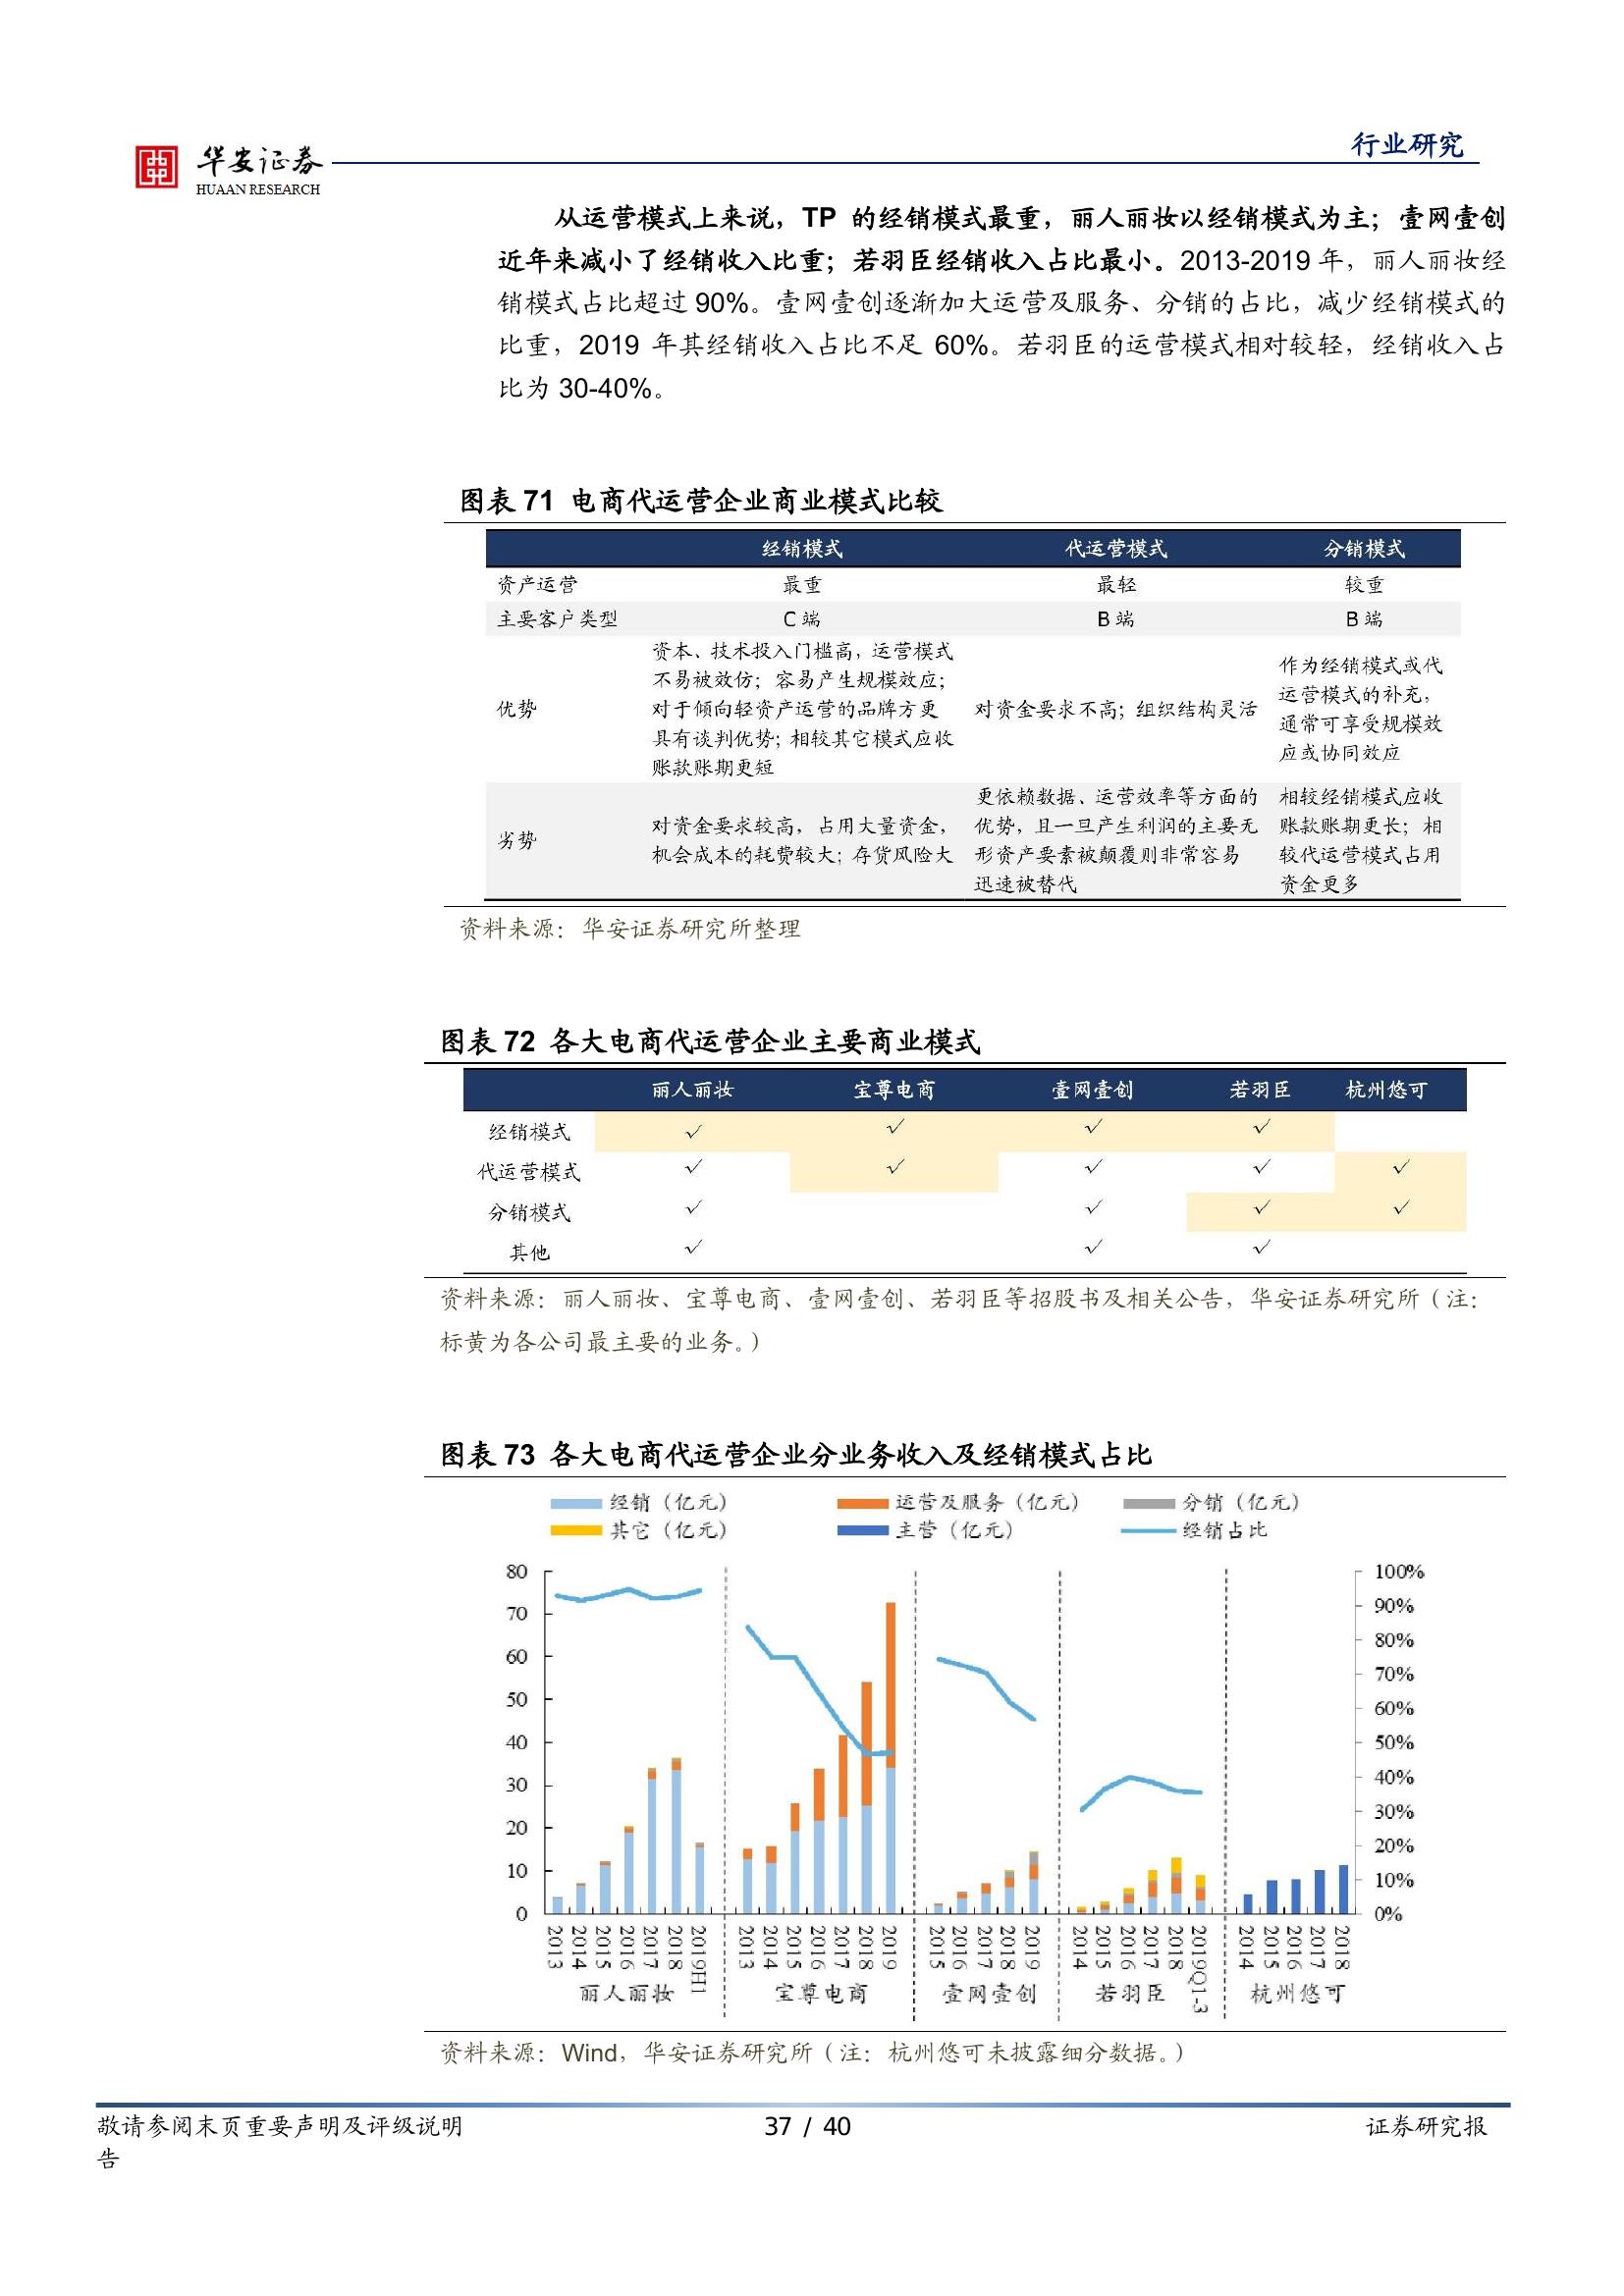 华安证券
HUAAN RESEARCH
行业研究
从运营模式上来说，TP 的经销模式最重，丽人丽妆以经销模式为主；壹网壹创
近年来减小了经销收入比重；若羽臣经销收入占比最小。2013-2019 年，丽人丽妆经
销模式占比超过 90%。壹网壹创逐渐加大运营及服务、分销的占比，减少经销模式的
比重，2019 年其经销收入占比不足 60%。若羽臣的运营模式相对较轻，经销收入占
比为 30-40%。
图表 71 电商代运营企业商业模式比较
经销模式 代运营模式 分销模式
资产运营 最重 最轻 较重
主要客户类型 C 端 B 端 B 端
优势
资本、技术投入门槛高，运营模式
不易被效仿；容易产生规模效应；
对于倾向轻资产运营的品牌方更
具有谈判优势；相较其它模式应收
账款账期更短
对资金要求不高；组织结构灵活
作为经销模式或代
运营模式的补充，
通常可享受规模效
应或协同效应
劣势
对资金要求较高，占用大量资金，
机会成本的耗费较大；存货风险大
更依赖数据、运营效率等方面的
优势，且一旦产生利润的主要无
形资产要素被颠覆则非常容易
迅速被替代
相较经销模式应收
账款账期更长；相
较代运营模式占用
资金更多
资料来源：华安证券研究所整理
图表 72 各大电商代运营企业主要商业模式
丽人丽妆 宝尊电商 壹网壹创 若羽臣 杭州悠可
经销模式 √ √ √ √
代运营模式 √ √ √ √ √
分销模式 √ √ √ √
其他 √ √ √
资料来源：丽人丽妆、宝尊电商、壹网壹创、若羽臣等招股书及相关公告，华安证券研究所（注：
标黄为各公司最主要的业务。）
图表 73 各大电商代运营企业分业务收入及经销模式占比
经销（亿元） 运营及服务（亿元） 分销（亿元）
其它（亿元） 主营（亿元） 经销占比
80 100%
70 90%
60 80%
50 70%
40 60%
30 50%
20 40%
10 30%
0 20%
10%
0%
2013 2014 2015 2016 2017 2018 2019H1 2013 2014 2015 2016 2017 2018 2019 2015 2016 2017 2018 2019 2014 2015 2016 2017 2018 2019Q1-3 2014 2015 2016 2017 2018
丽人丽妆 宝尊电商 壹网壹创 若羽臣 杭州悠可
资料来源：Wind，华安证券研究所（注：杭州悠可未披露细分数据。）
敬请参阅末页重要声明及评级说明 37 / 40 证券研究报
告